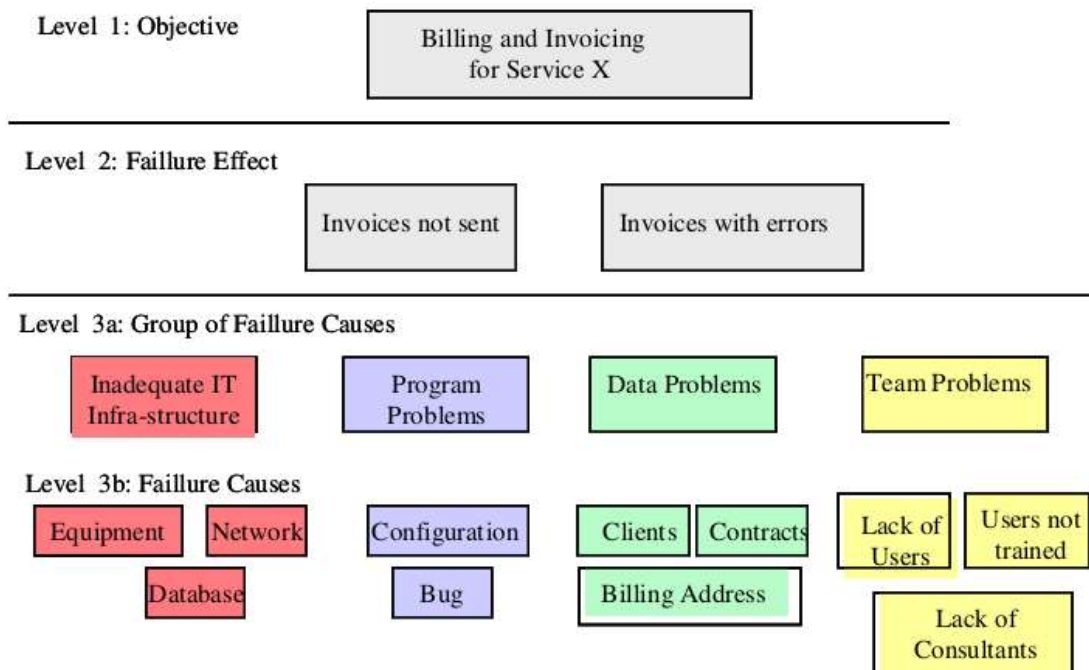 Level 1: Objective
Billing and Invoicing
for Service X
Level 2: Faillure Effect
Invoices not sent
Invoices with errors
Level 3a: Group of Faillure Causes
Inadequate IT
Infra-structure
Program
Problems
Data Problems
Team Problems
Level 3b: Faillure Causes
Equipment
Network
Database
Configuration
Bug
Clients
Contracts
Billing Address
Lack of
Users
Users not
trained
Lack of
Consultants